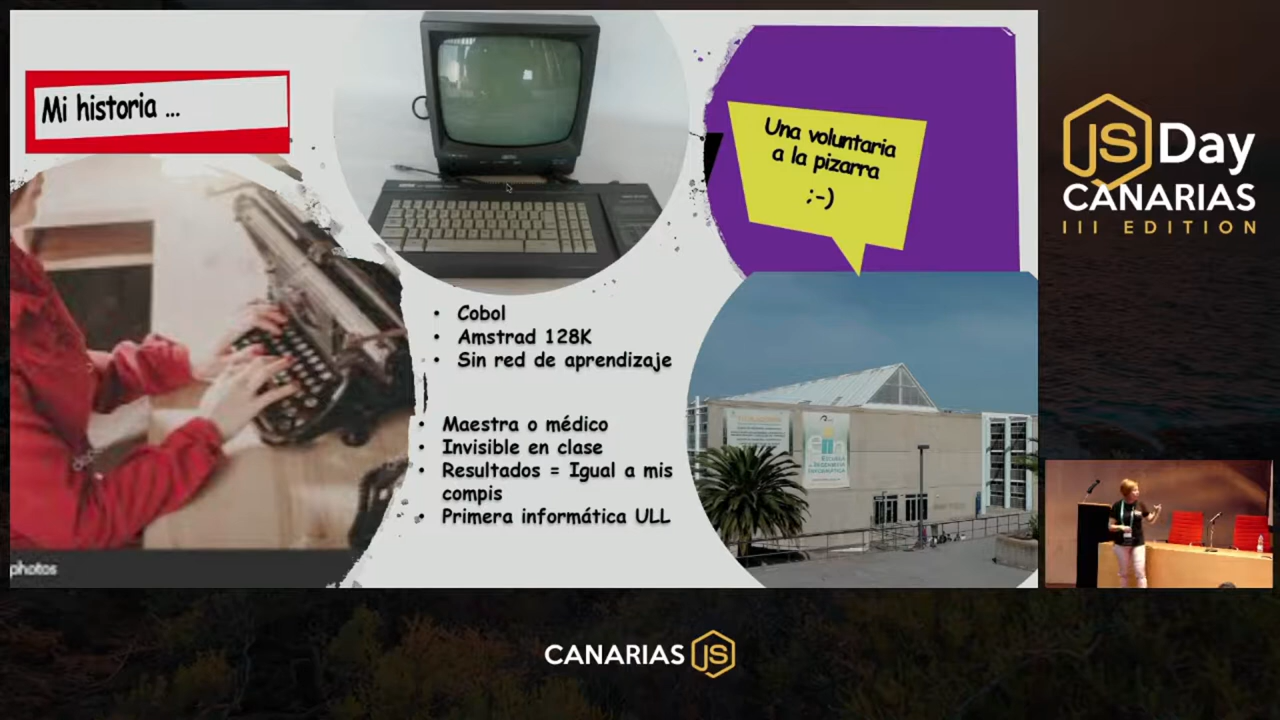 Mi historia ...
Una voluntaria
a la pizarra
;-)
• Cobol
• Amstrad 128K
• Sin red de aprendizaje
• Maestra o médico
• Invisible en clase
• Resultados = Igual a mis
compis
• Primera informática ULL
photos
JS Day
CANARIAS
III EDITION
CANARIAS JS